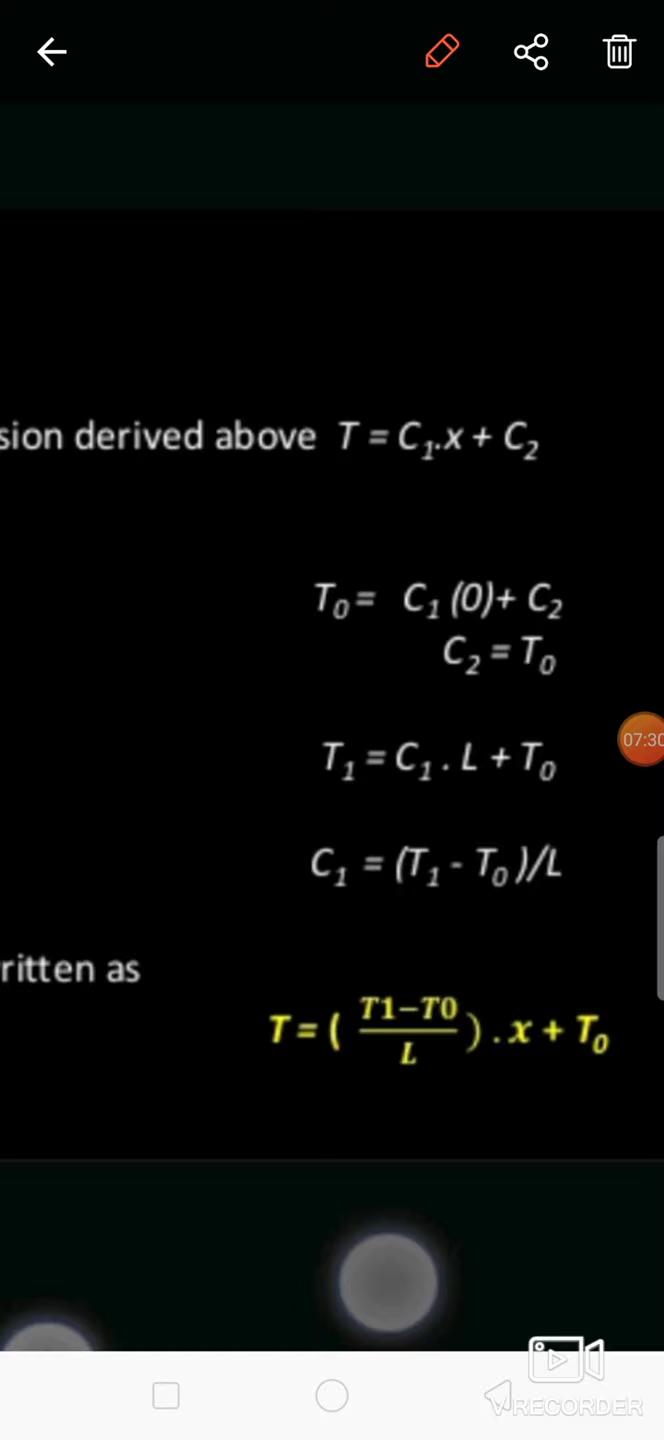 sion derived above T = C₁.x + C₂
T₀ = C₁ (0)+ C₂
C₂ = T₀
07:30
T₁ = C₁ . L + T₀
C₁ = (T₁ - T₀ )/L
ritten as
T = ( T1−T0 / L ) . x + T₀
VRECORDER